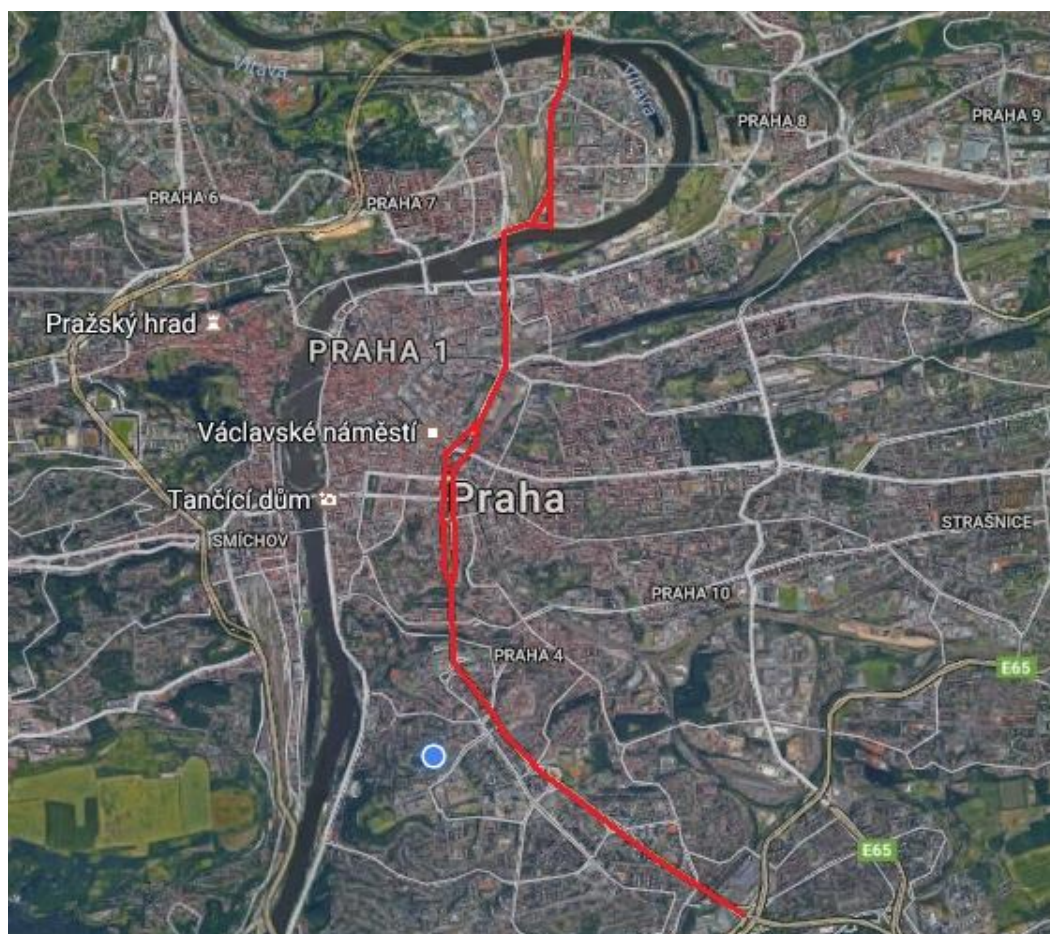 Vltava
Vltava
PRAHA 8
PRAHA 9
PRAHA 6
PRAHA 7
Pražský hrad
PRAHA 1
Václavské náměstí
Praha
Tančící dům
STRAŠNICE
SMÍCHOV
PRAHA 10
PRAHA 4
E65
E65